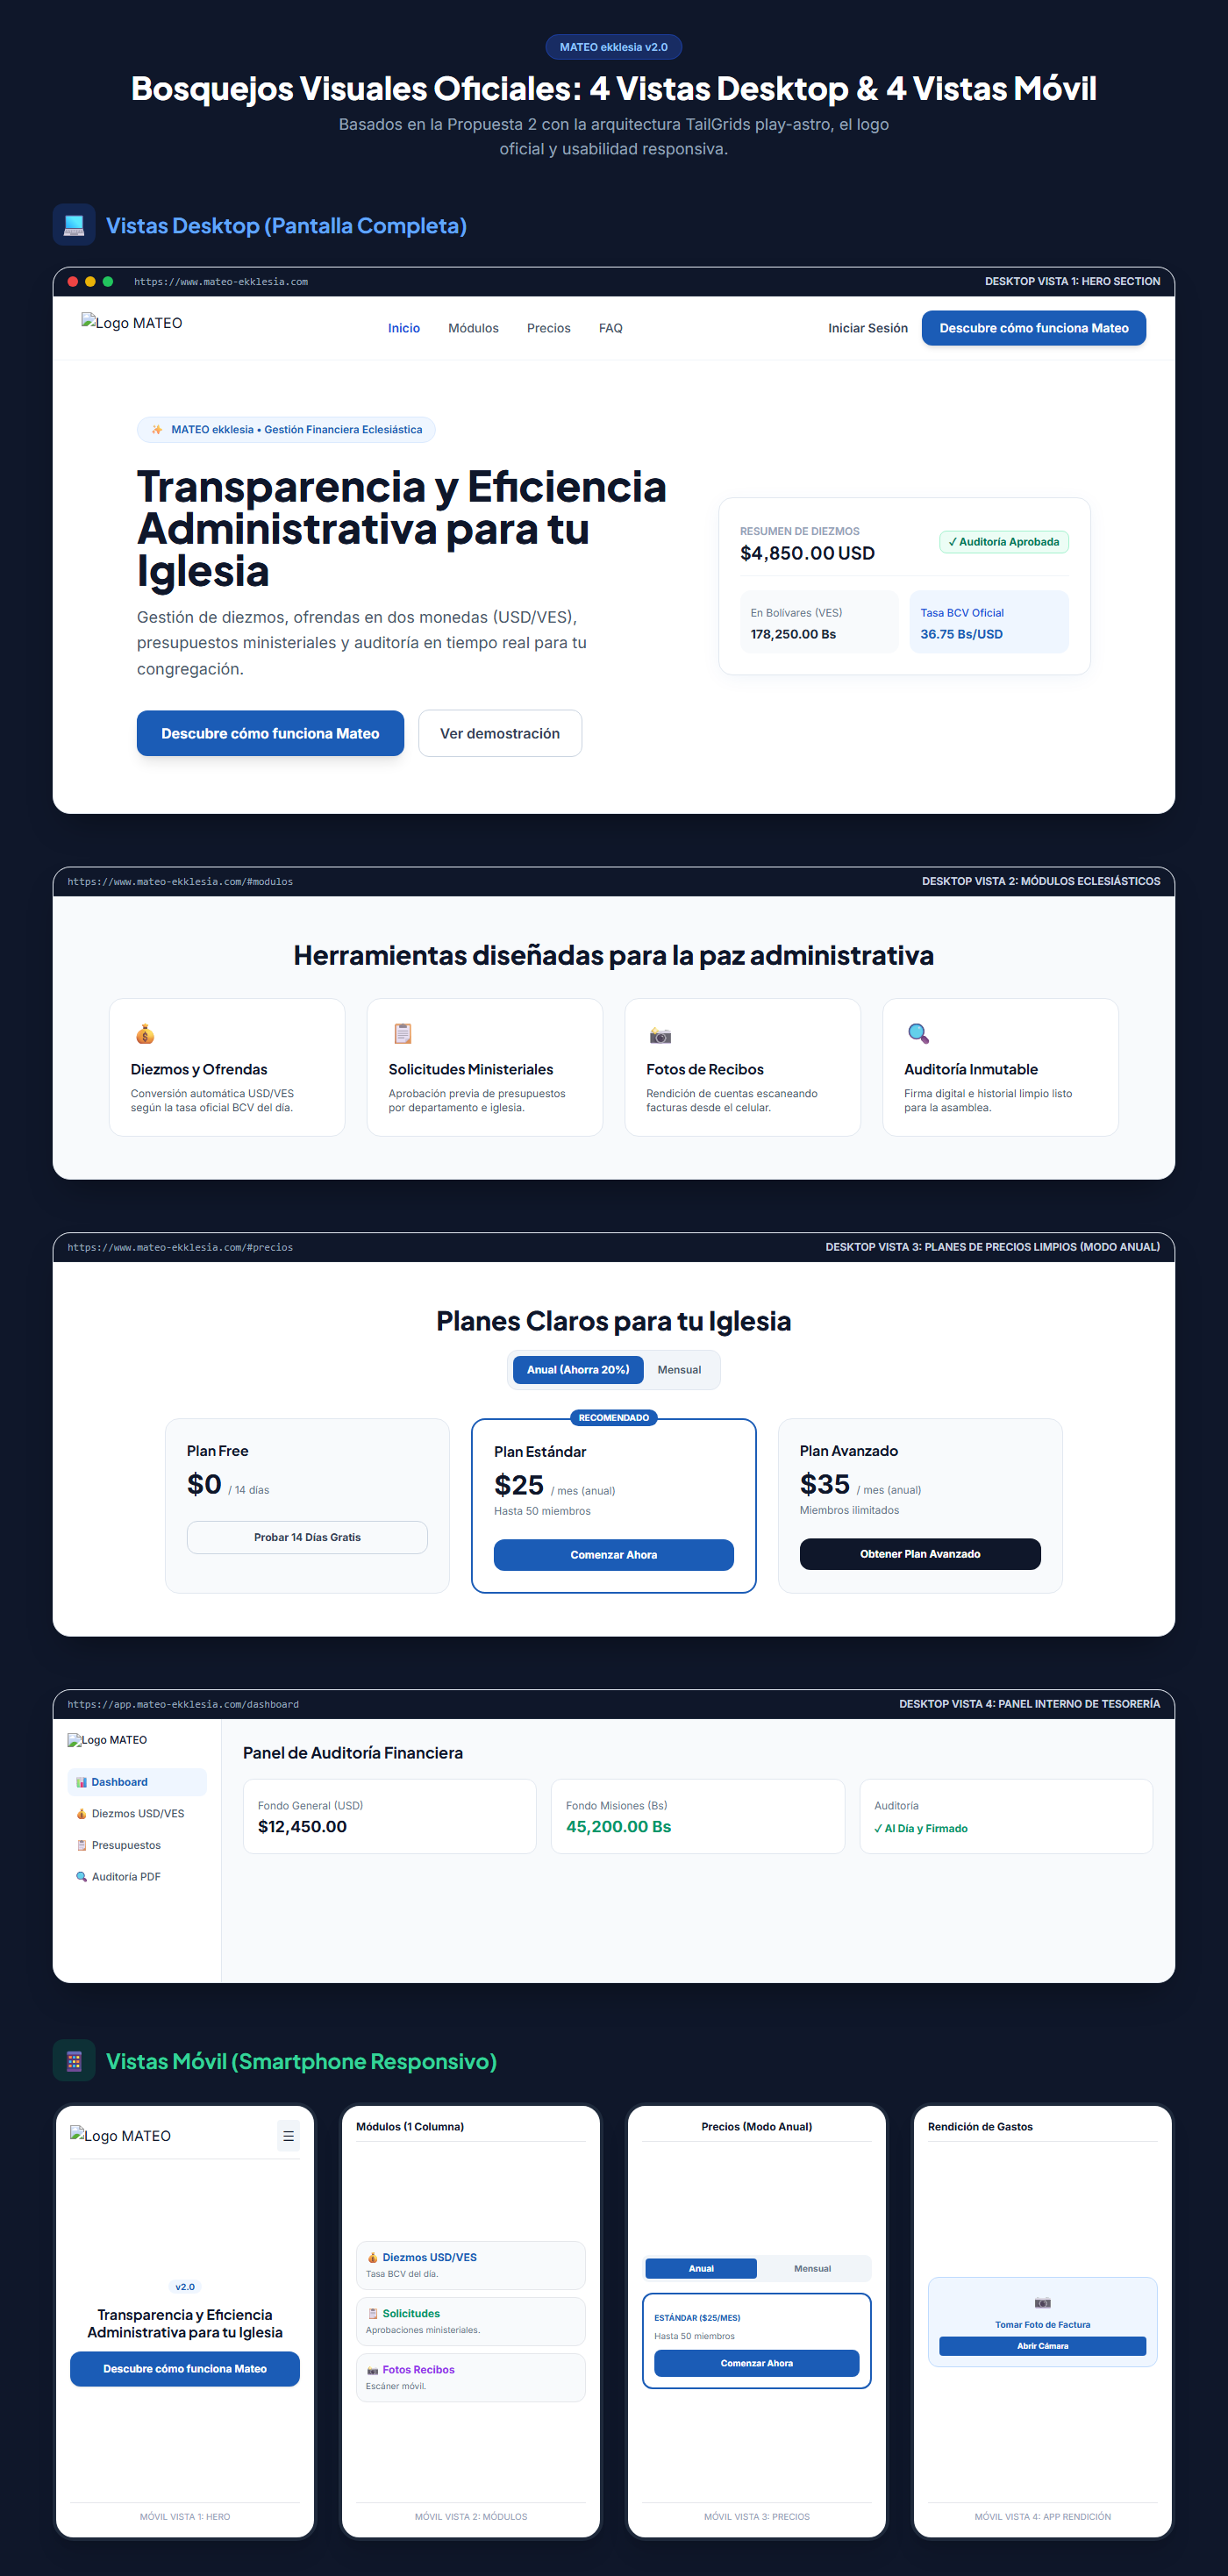 MATEO ekklesia v2.0
Bosquejos Visuales Oficiales: 4 Vistas Desktop & 4 Vistas Móvil
Basados en la Propuesta 2 con la arquitectura TailGrids play-astro, el logo
oficial y usabilidad responsiva.
Vistas Desktop (Pantalla Completa)
https://www.mateo-ekklesia.com
DESKTOP VISTA 1: HERO SECTION
Logo MATEO
Inicio
Módulos
Precios
FAQ
Iniciar Sesión
Descubre cómo funciona Mateo
MATEO ekklesia • Gestión Financiera Eclesiástica
Transparencia y Eficiencia
Administrativa para tu
Iglesia
Gestión de diezmos, ofrendas en dos monedas (USD/VES),
presupuestos ministeriales y auditoría en tiempo real para tu
congregación.
Descubre cómo funciona Mateo
Ver demostración
RESUMEN DE DIEZMOS
$4,850.00 USD
✓ Auditoría Aprobada
En Bolívares (VES)
178,250.00 Bs
Tasa BCV Oficial
36.75 Bs/USD
https://www.mateo-ekklesia.com/#modulos
DESKTOP VISTA 2: MÓDULOS ECLESIÁSTICOS
Herramientas diseñadas para la paz administrativa
Diezmos y Ofrendas
Conversión automática USD/VES
según la tasa oficial BCV del día.
Solicitudes Ministeriales
Aprobación previa de presupuestos
por departamento e iglesia.
Fotos de Recibos
Rendición de cuentas escaneando
facturas desde el celular.
Auditoría Inmutable
Firma digital e historial limpio listo
para la asamblea.
https://www.mateo-ekklesia.com/#precios
DESKTOP VISTA 3: PLANES DE PRECIOS LIMPIOS (MODO ANUAL)
Planes Claros para tu Iglesia
Anual (Ahorra 20%)
Mensual
Plan Free
$0 / 14 días
Probar 14 Días Gratis
RECOMENDADO
Plan Estándar
$25 / mes (anual)
Hasta 50 miembros
Comenzar Ahora
Plan Avanzado
$35 / mes (anual)
Miembros ilimitados
Obtener Plan Avanzado
https://app.mateo-ekklesia.com/dashboard
DESKTOP VISTA 4: PANEL INTERNO DE TESORERÍA
Logo MATEO
Dashboard
Diezmos USD/VES
Presupuestos
Auditoría PDF
Panel de Auditoría Financiera
Fondo General (USD)
$12,450.00
Fondo Misiones (Bs)
45,200.00 Bs
Auditoría
✓ Al Día y Firmado
Vistas Móvil (Smartphone Responsivo)
Logo MATEO
☰
v2.0
Transparencia y Eficiencia
Administrativa para tu Iglesia
Descubre cómo funciona Mateo
MÓVIL VISTA 1: HERO
Módulos (1 Columna)
Diezmos USD/VES
Tasa BCV del día.
Solicitudes
Aprobaciones ministeriales.
Fotos Recibos
Escáner móvil.
MÓVIL VISTA 2: MÓDULOS
Precios (Modo Anual)
Anual
Mensual
ESTÁNDAR ($25/MES)
Hasta 50 miembros
Comenzar Ahora
MÓVIL VISTA 3: PRECIOS
Rendición de Gastos
Tomar Foto de Factura
Abrir Cámara
MÓVIL VISTA 4: APP RENDICIÓN